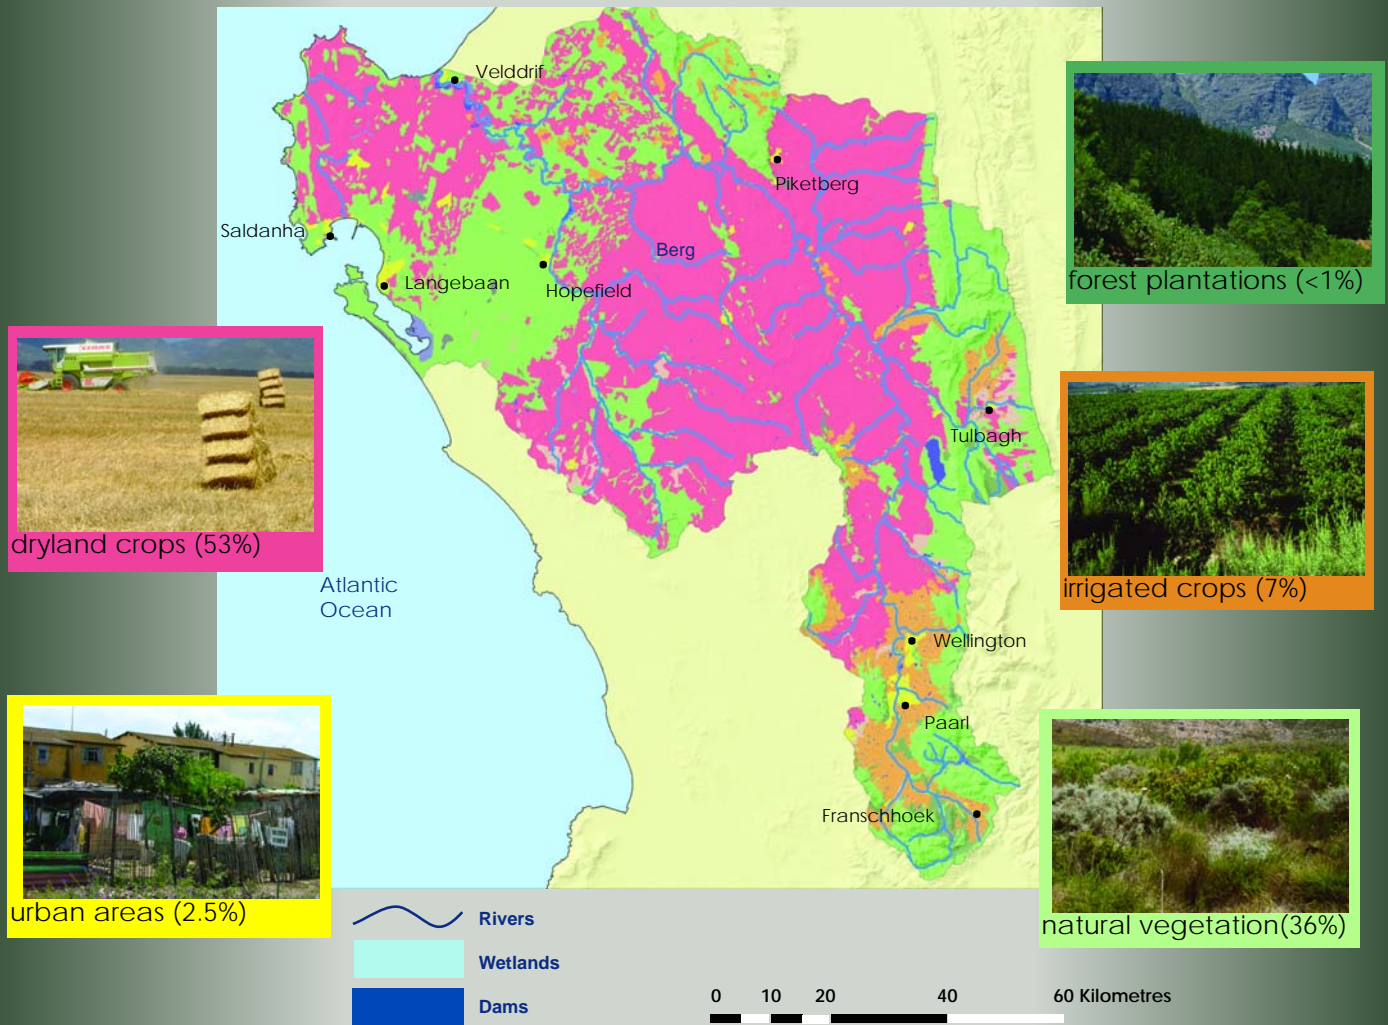 Velddrif
Piketberg
Saldanha
Berg
Langebaan
Hopefield
forest plantations (<1%)
CLAAS
dryland crops (53%)
Tulbagh
irrigated crops (7%)
Atlantic
Ocean
Wellington
Paarl
Franschhoek
urban areas (2.5%)
natural vegetation(36%)
Rivers
Wetlands
Dams
0 10 20 40 60 Kilometres